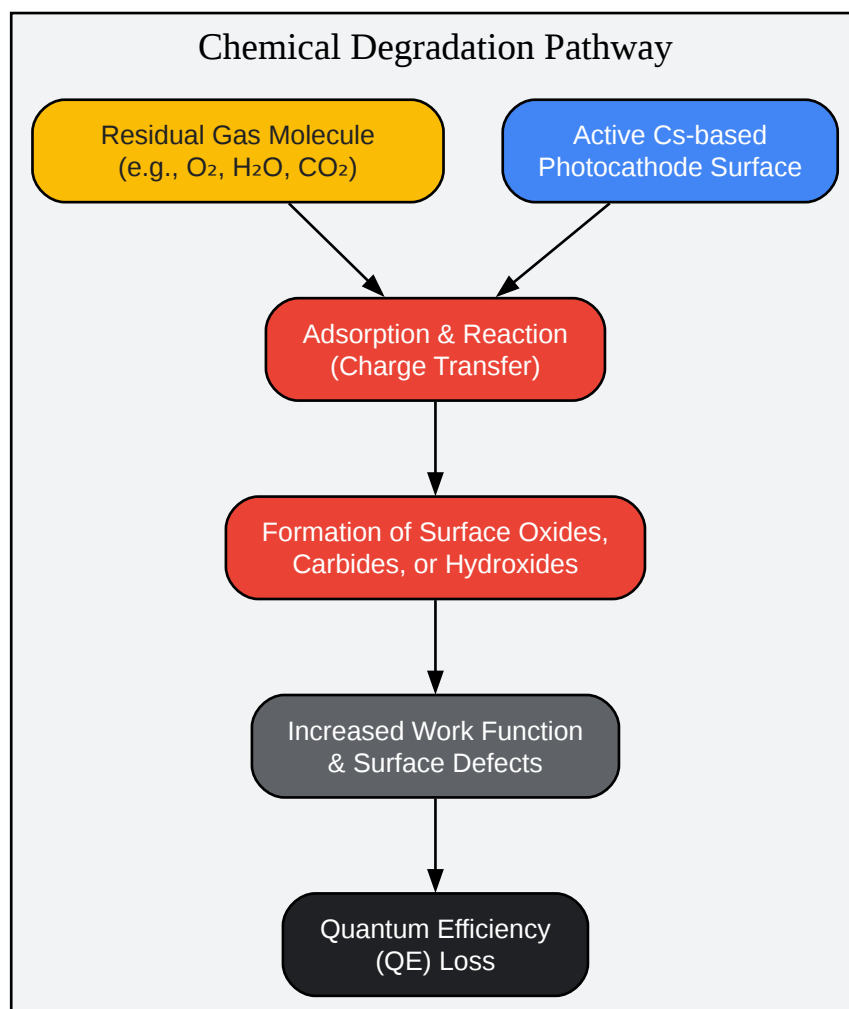 Chemical Degradation Pathway
Residual Gas Molecule
(e.g., O₂, H₂O, CO₂)
Active Cs-based
Photocathode Surface
Adsorption & Reaction
(Charge Transfer)
Formation of Surface Oxides,
Carbides, or Hydroxides
Increased Work Function
& Surface Defects
Quantum Efficiency
(QE) Loss